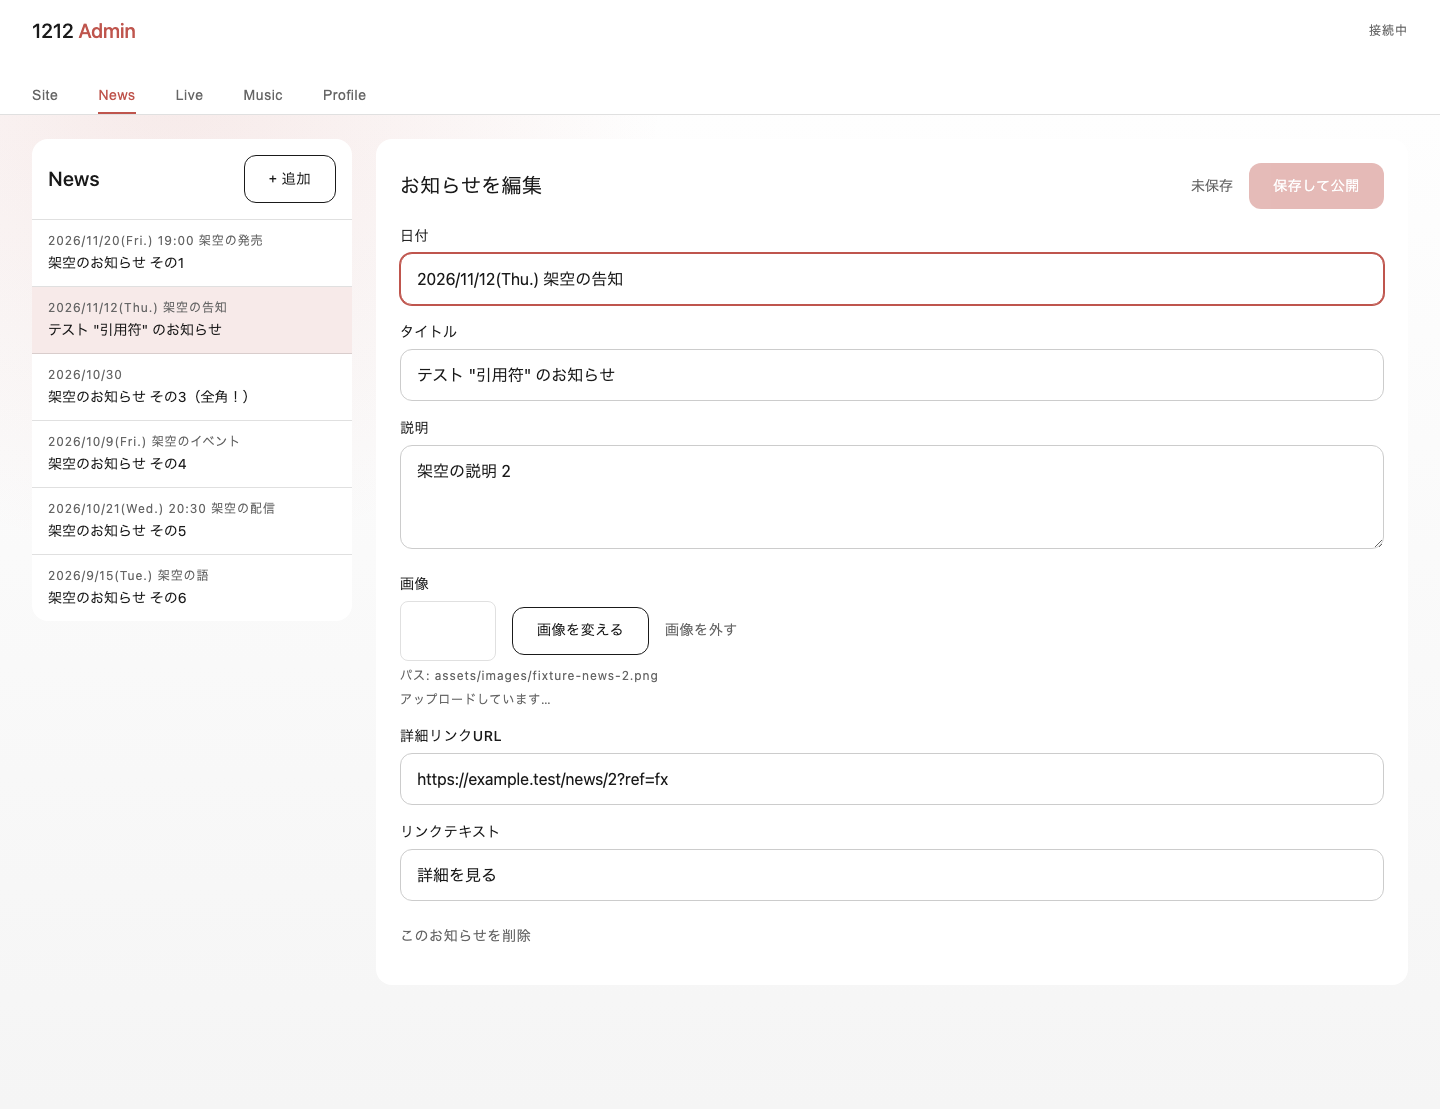 1212 Admin
接続中
Site
News
Live
Music
Profile
News
+ 追加
2026/11/20(Fri.) 19:00 架空の発売
架空のお知らせ その1
2026/11/12(Thu.) 架空の告知
テスト "引用符" のお知らせ
2026/10/30
架空のお知らせ その3（全角！）
2026/10/9(Fri.) 架空のイベント
架空のお知らせ その4
2026/10/21(Wed.) 20:30 架空の配信
架空のお知らせ その5
2026/9/15(Tue.) 架空の語
架空のお知らせ その6
お知らせを編集
未保存
保存して公開
日付
2026/11/12(Thu.) 架空の告知
タイトル
テスト "引用符" のお知らせ
説明
架空の説明 2
画像
画像を変える
画像を外す
パス: assets/images/fixture-news-2.png
アップロードしています…
詳細リンクURL
https://example.test/news/2?ref=fx
リンクテキスト
詳細を見る
このお知らせを削除